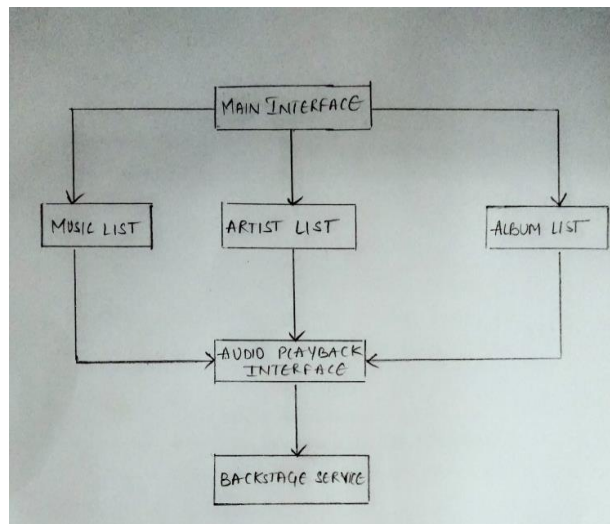 MAIN INTERFACE
MUSIC LIST
ARTIST LIST
ALBUM LIST
AUDIO PLAYBACK
INTERFACE
BACKSTAGE SERVICE